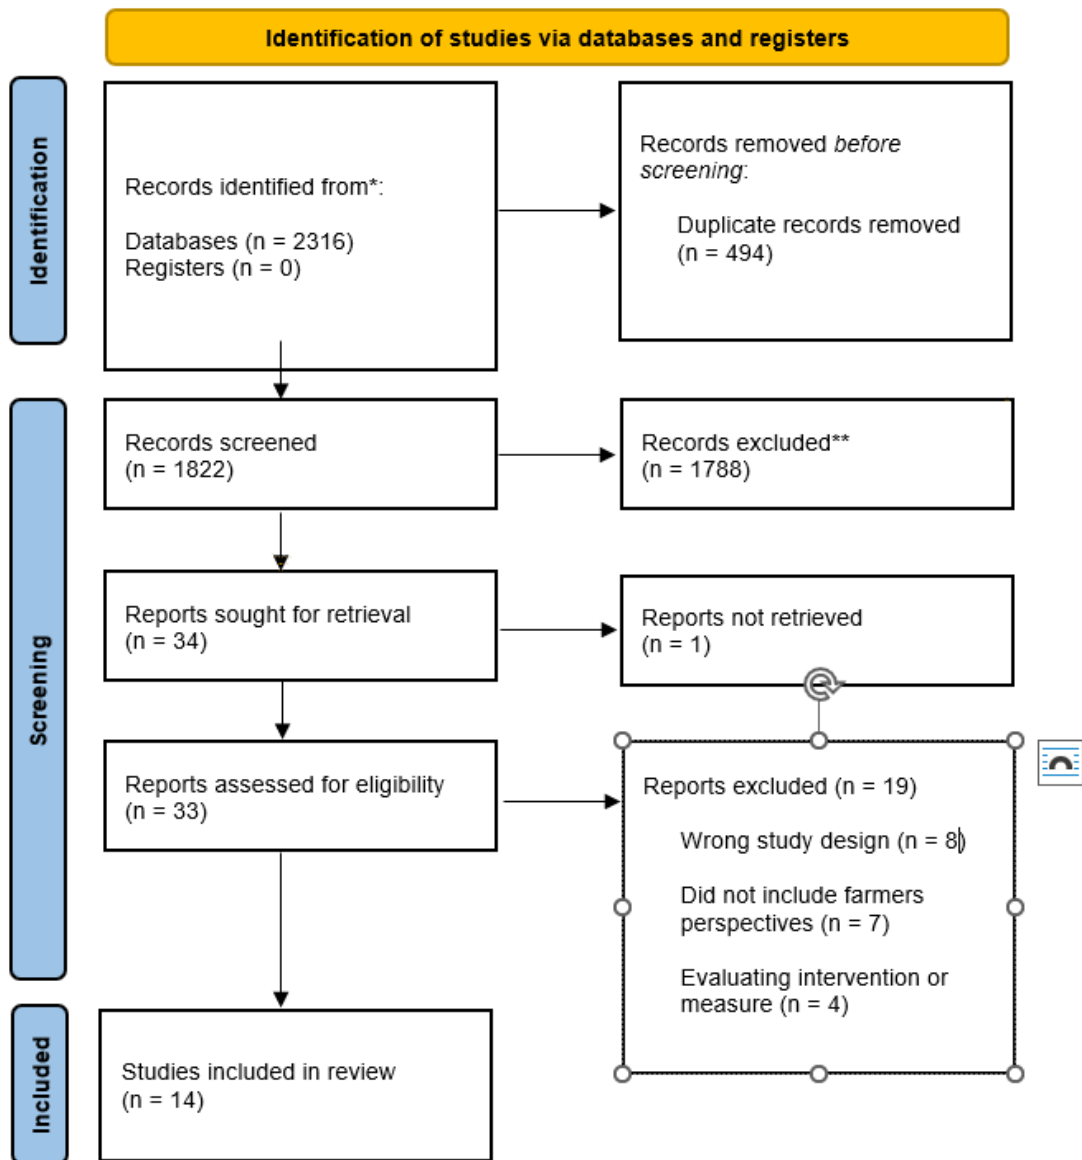 Identification of studies via databases and registers
Identification
Records identified from*:
Databases (n = 2316)
Registers (n = 0)
Records removed before
screening:
Duplicate records removed
(n = 494)
Screening
Records screened
(n = 1822)
Records excluded**
(n = 1788)
Reports sought for retrieval
(n = 34)
Reports not retrieved
(n = 1)
Reports assessed for eligibility
(n = 33)
Reports excluded (n = 19)
Wrong study design (n = 8)
Did not include farmers
perspectives (n = 7)
Evaluating intervention or
measure (n = 4)
Included
Studies included in review
(n = 14)